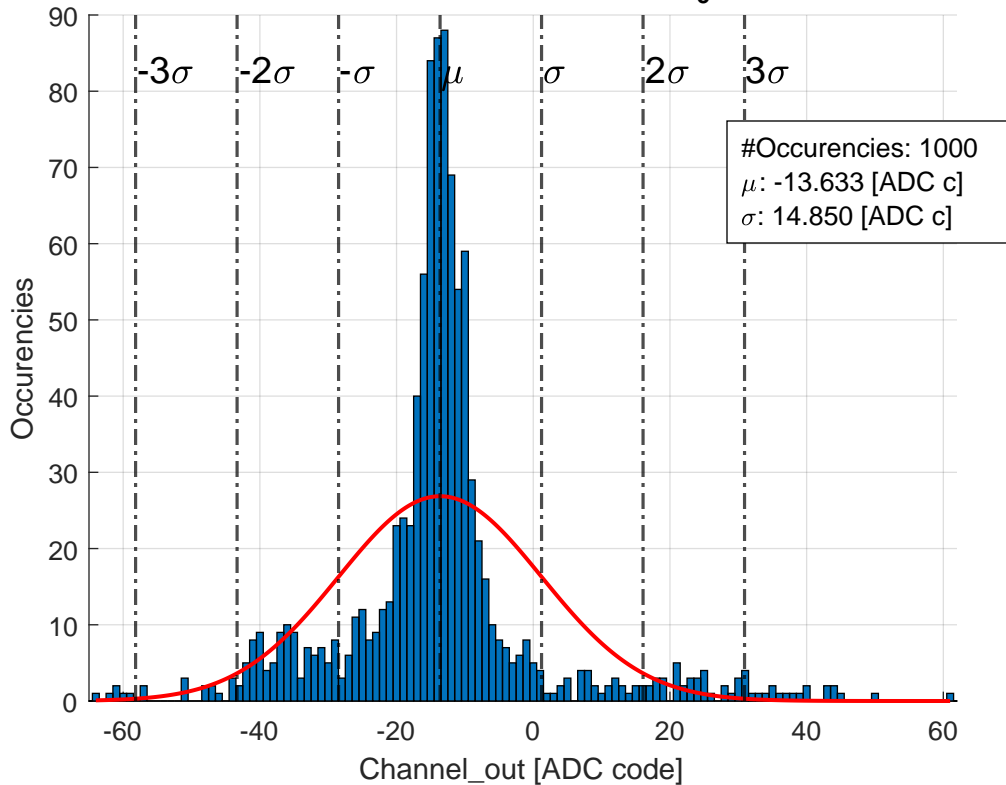 90
80
70
60
50
40
30
20
10
0
Occurencies
-3σ -2σ -σ μ σ 2σ 3σ
#Occurencies: 1000
μ: -13.633 [ADC c]
σ: 14.850 [ADC c]
-60 -40 -20 0 20 40 60
Channel_out [ADC code]